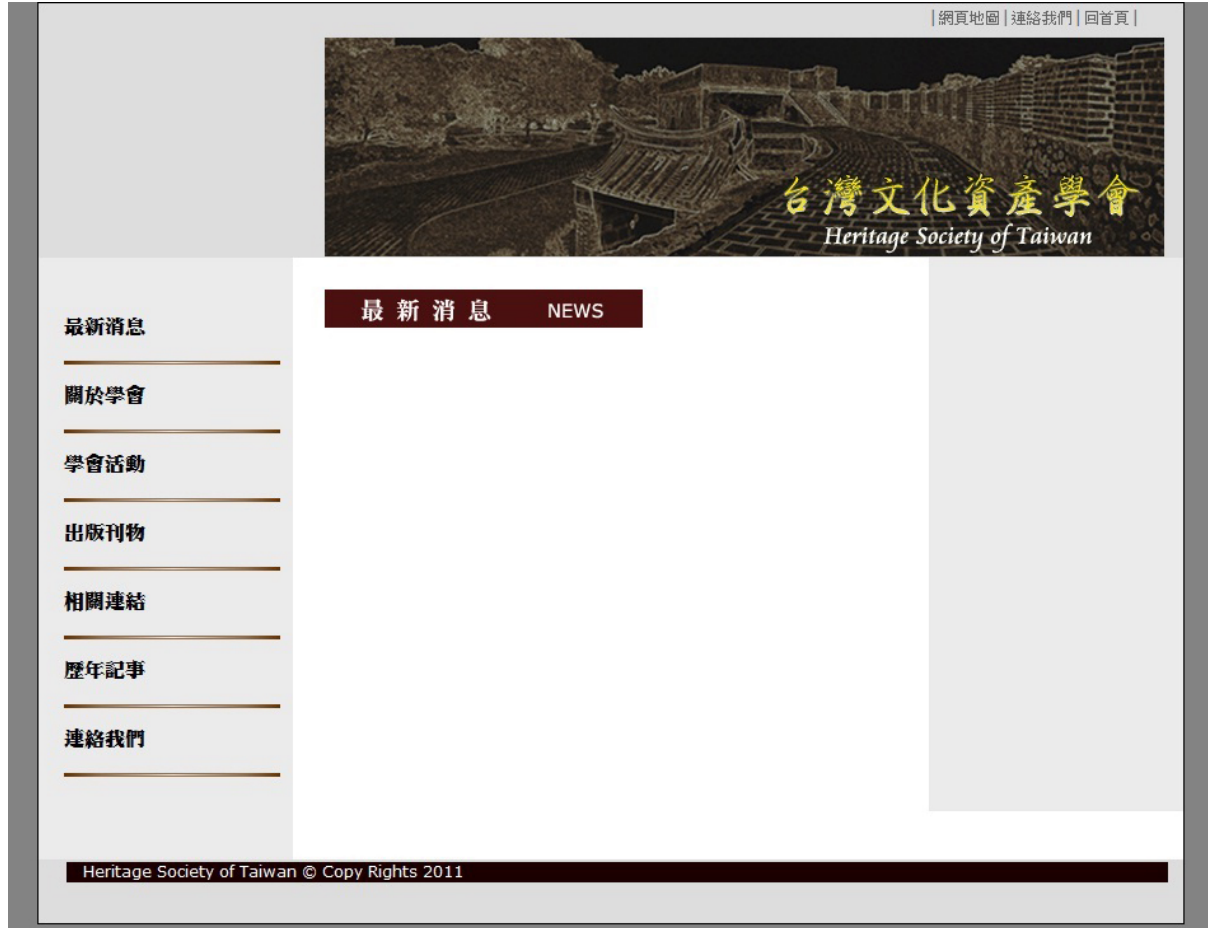 |網頁地圖|連絡我們|回首頁|
台灣文化資產學會
Heritage Society of Taiwan
最新消息 NEWS
最新消息
關於學會
學會活動
出版刊物
相關連結
歷年記事
連絡我們
Heritage Society of Taiwan © Copy Rights 2011